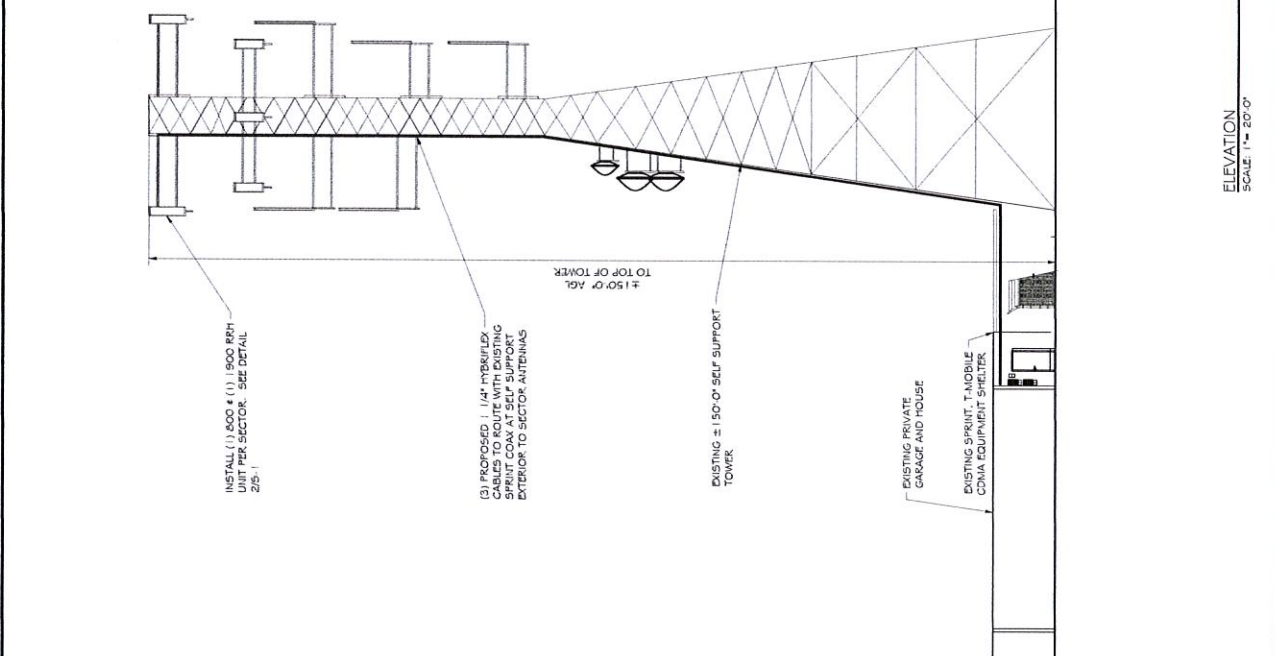 INSTALL (1) 800 & (1) 1900 RRH
UNIT PER SECTOR. SEE DETAIL
2/S-1
(3) PROPOSED 1 1/4" HYBRIFLEX
CABLES TO ROUTE WITH EXISTING
SPRINT COAX AT SELF SUPPORT
EXTERIOR TO SECTOR ANTENNAS
±150'-0" AGL
TO TOP OF TOWER
EXISTING ±150'-0" SELF SUPPORT
TOWER
EXISTING PRIVATE
GARAGE AND HOUSE
EXISTING SPRINT, T-MOBILE
CDMA EQUIPMENT SHELTER
ELEVATION
SCALE: 1"= 20'-0"